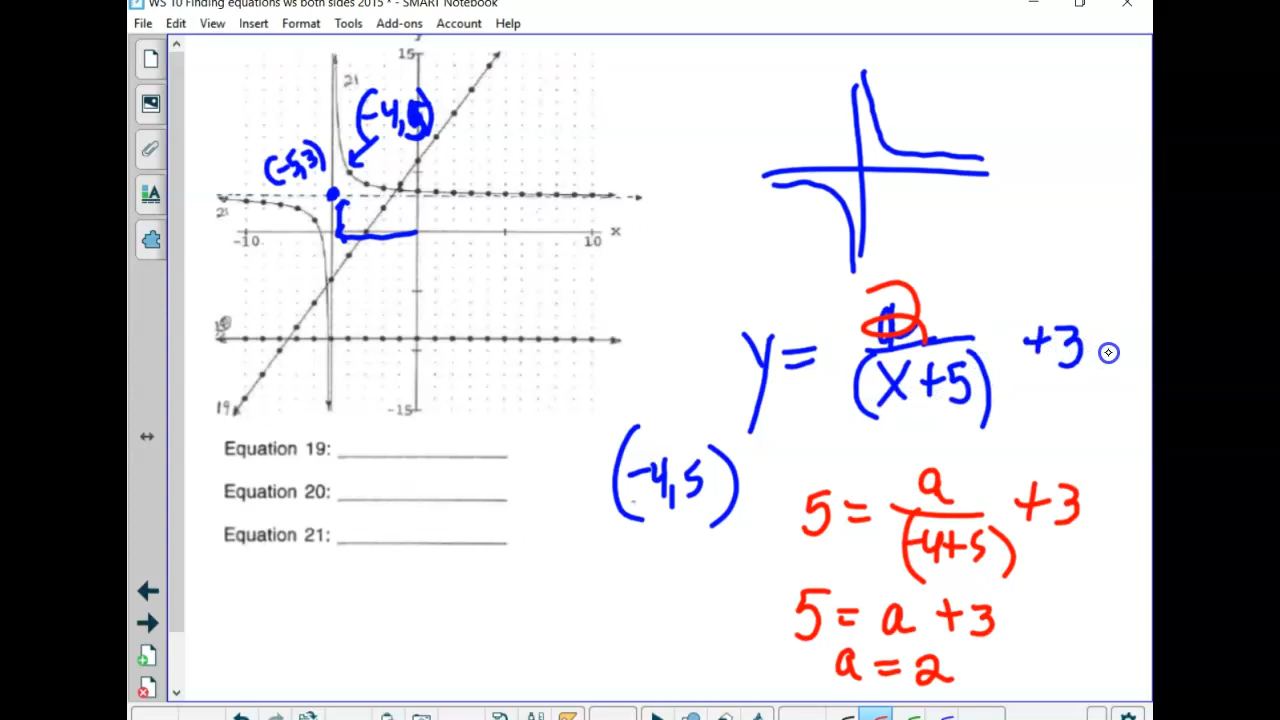 WS 10 Finding equations ws both sides 2015 * - SMART Notebook
File Edit View Insert Format Tools Add-ons Account Help
15
21
(-4,5)
(-5,3)
21
-10
10 x
-15
19
y = 2/(x+5) +3
(-4,5)
5 = a/(-4+5) +3
5 = a +3
a = 2
Equation 19:
Equation 20:
Equation 21: